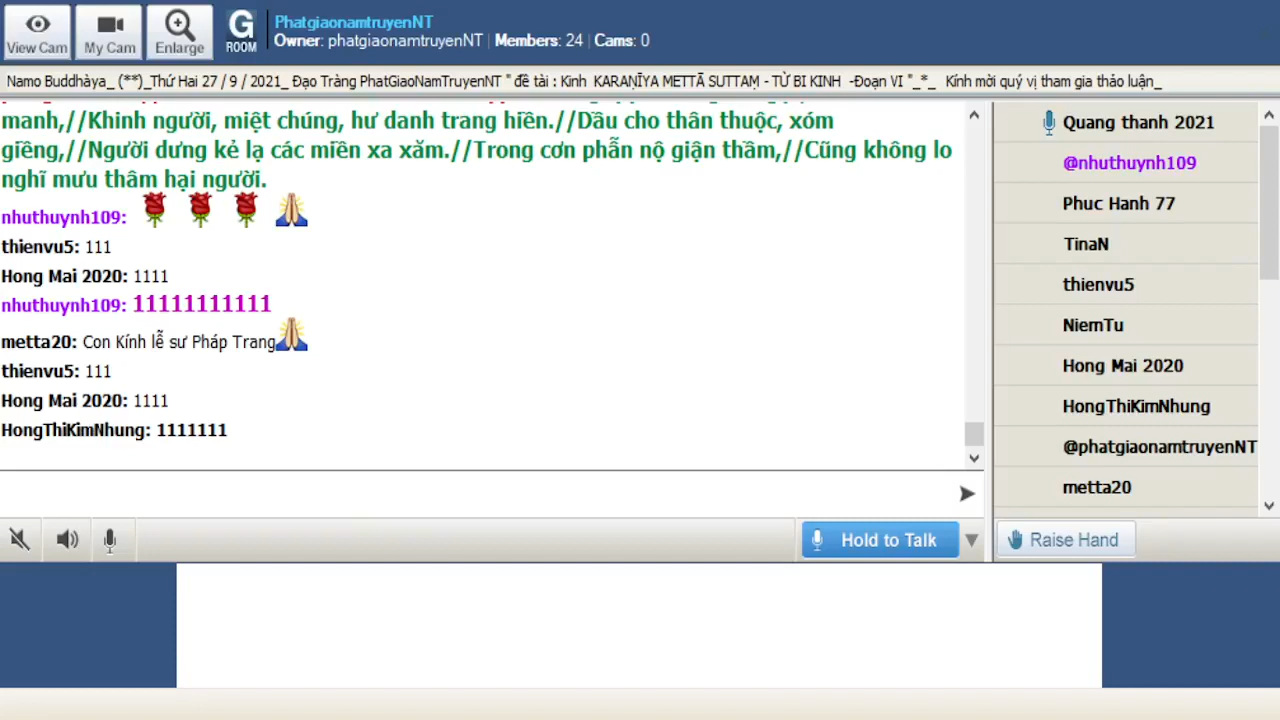 View Cam
My Cam
Enlarge
G
ROOM
PhatgiaonamtruyenNT
Owner: phatgiaonamtruyenNT | Members: 24 | Cams: 0
Namo Buddhàya_ (**)_Thứ Hai 27 / 9 / 2021_ Đạo Tràng PhatGiaoNamTruyenNT " đề tài : Kinh KARAṆĪYA METTĀ SUTTAṂ - TỪ BI KINH -Đoạn VI "_*_ Kính mời quý vị tham gia thảo luận_
manh,//Khinh người, miệt chúng, hư danh trang hiền.//Dầu cho thân thuộc, xóm
giềng,//Người dưng kẻ lạ các miền xa xăm.//Trong cơn phẫn nộ giận thầm,//Cũng không lo
nghĩ mưu thâm hại người.
nhuthuynh109:
thienvu5: 111
Hong Mai 2020: 1111
nhuthuynh109: 11111111111
metta20: Con Kính lễ sư Pháp Trang
thienvu5: 111
Hong Mai 2020: 1111
HongThiKimNhung: 1111111
Hold to Talk
Quang thanh 2021
@nhuthuynh109
Phuc Hanh 77
TinaN
thienvu5
NiemTu
Hong Mai 2020
HongThiKimNhung
@phatgiaonamtruyenNT
metta20
Raise Hand